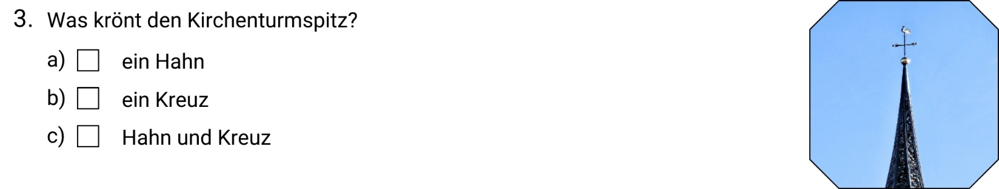 3. Was krönt den Kirchenturmspitz?
a) ein Hahn
b) ein Kreuz
c) Hahn und Kreuz